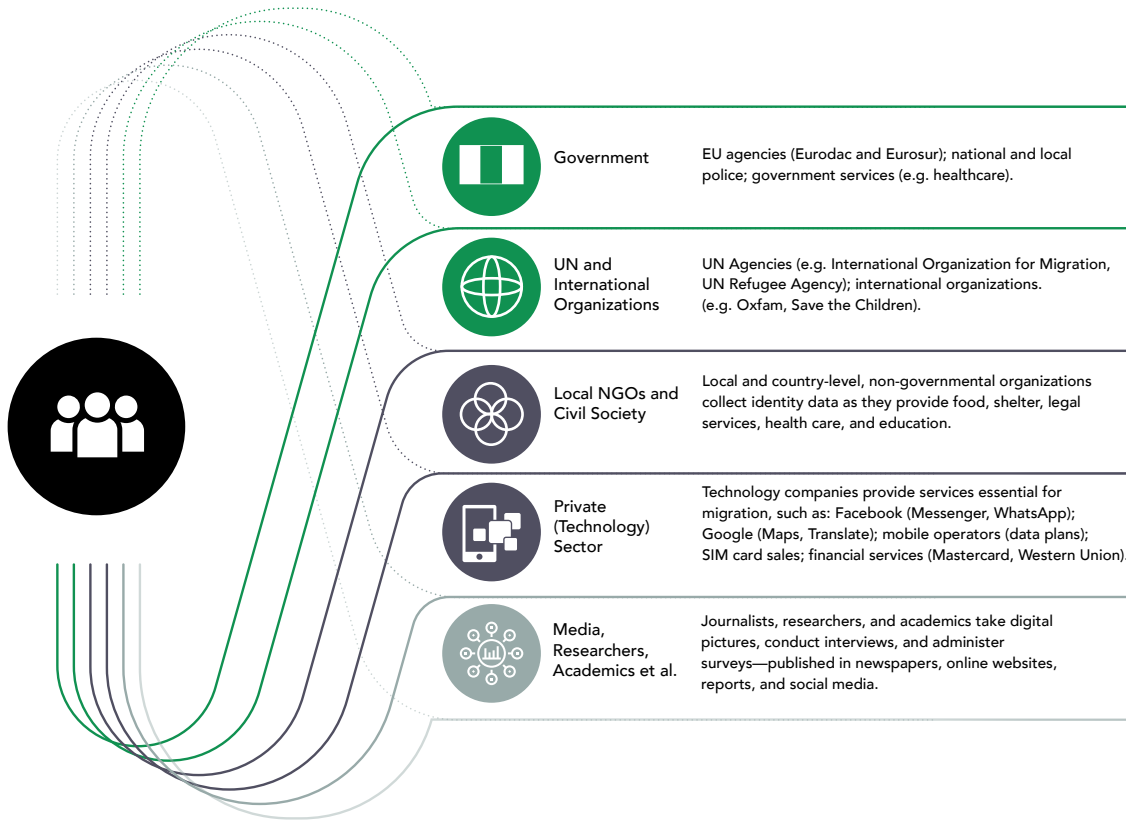 Government
EU agencies (Eurodac and Eurosur); national and local
police; government services (e.g. healthcare).
UN and
International
Organizations
UN Agencies (e.g. International Organization for Migration,
UN Refugee Agency); international organizations.
(e.g. Oxfam, Save the Children).
Local NGOs and
Civil Society
Local and country-level, non-governmental organizations
collect identity data as they provide food, shelter, legal
services, health care, and education.
Private
(Technology)
Sector
Technology companies provide services essential for
migration, such as: Facebook (Messenger, WhatsApp);
Google (Maps, Translate); mobile operators (data plans);
SIM card sales; financial services (Mastercard, Western Union).
Media,
Researchers,
Academics et al.
Journalists, researchers, and academics take digital
pictures, conduct interviews, and administer
surveys—published in newspapers, online websites,
reports, and social media.